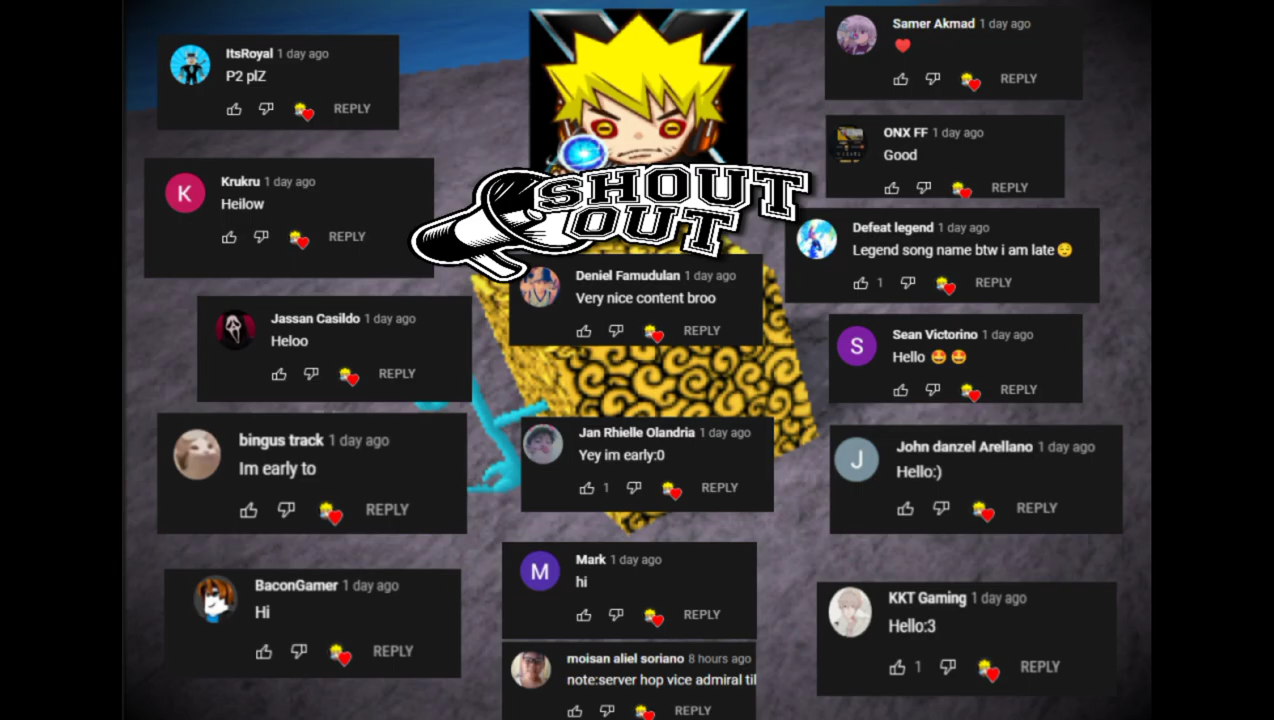 ItsRoyal 1 day ago
P2 plZ
REPLY
Krukru 1 day ago
Heilow
REPLY
Jassan Casildo 1 day ago
Heloo
REPLY
bingus track 1 day ago
Im early to
REPLY
BaconGamer 1 day ago
Hi
REPLY
SHOUT
OUT
Deniel Famudulan 1 day ago
Very nice content broo
REPLY
Jan Rhielle Olandria 1 day ago
Yey im early:0
1 REPLY
M
Mark 1 day ago
hi
REPLY
moisan aliel soriano 8 hours ago
note:server hop vice admiral til
REPLY
Samer Akmad 1 day ago
❤️
REPLY
ONX FF 1 day ago
Good
REPLY
Defeat legend 1 day ago
Legend song name btw i am late😌
1 REPLY
S
Sean Victorino 1 day ago
Hello 🤩🤩
REPLY
J
John danzel Arellano 1 day ago
Hello:)
REPLY
KKT Gaming 1 day ago
Hello:3
1 REPLY
K